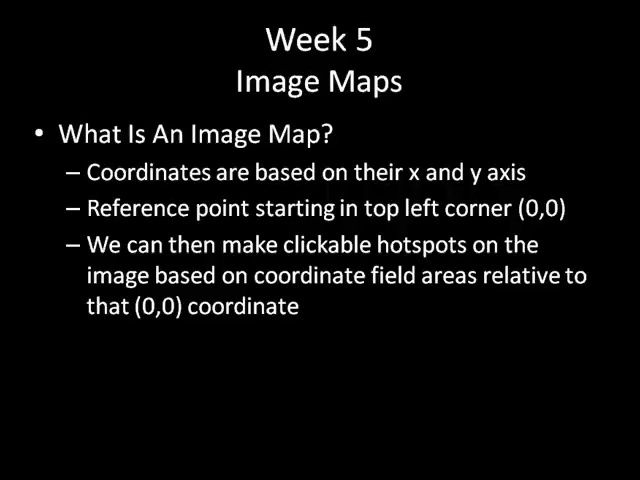 Week 5
Image Maps
• What Is An Image Map?
– Coordinates are based on their x and y axis
– Reference point starting in top left corner (0,0)
– We can then make clickable hotspots on the
image based on coordinate field areas relative to
that (0,0) coordinate